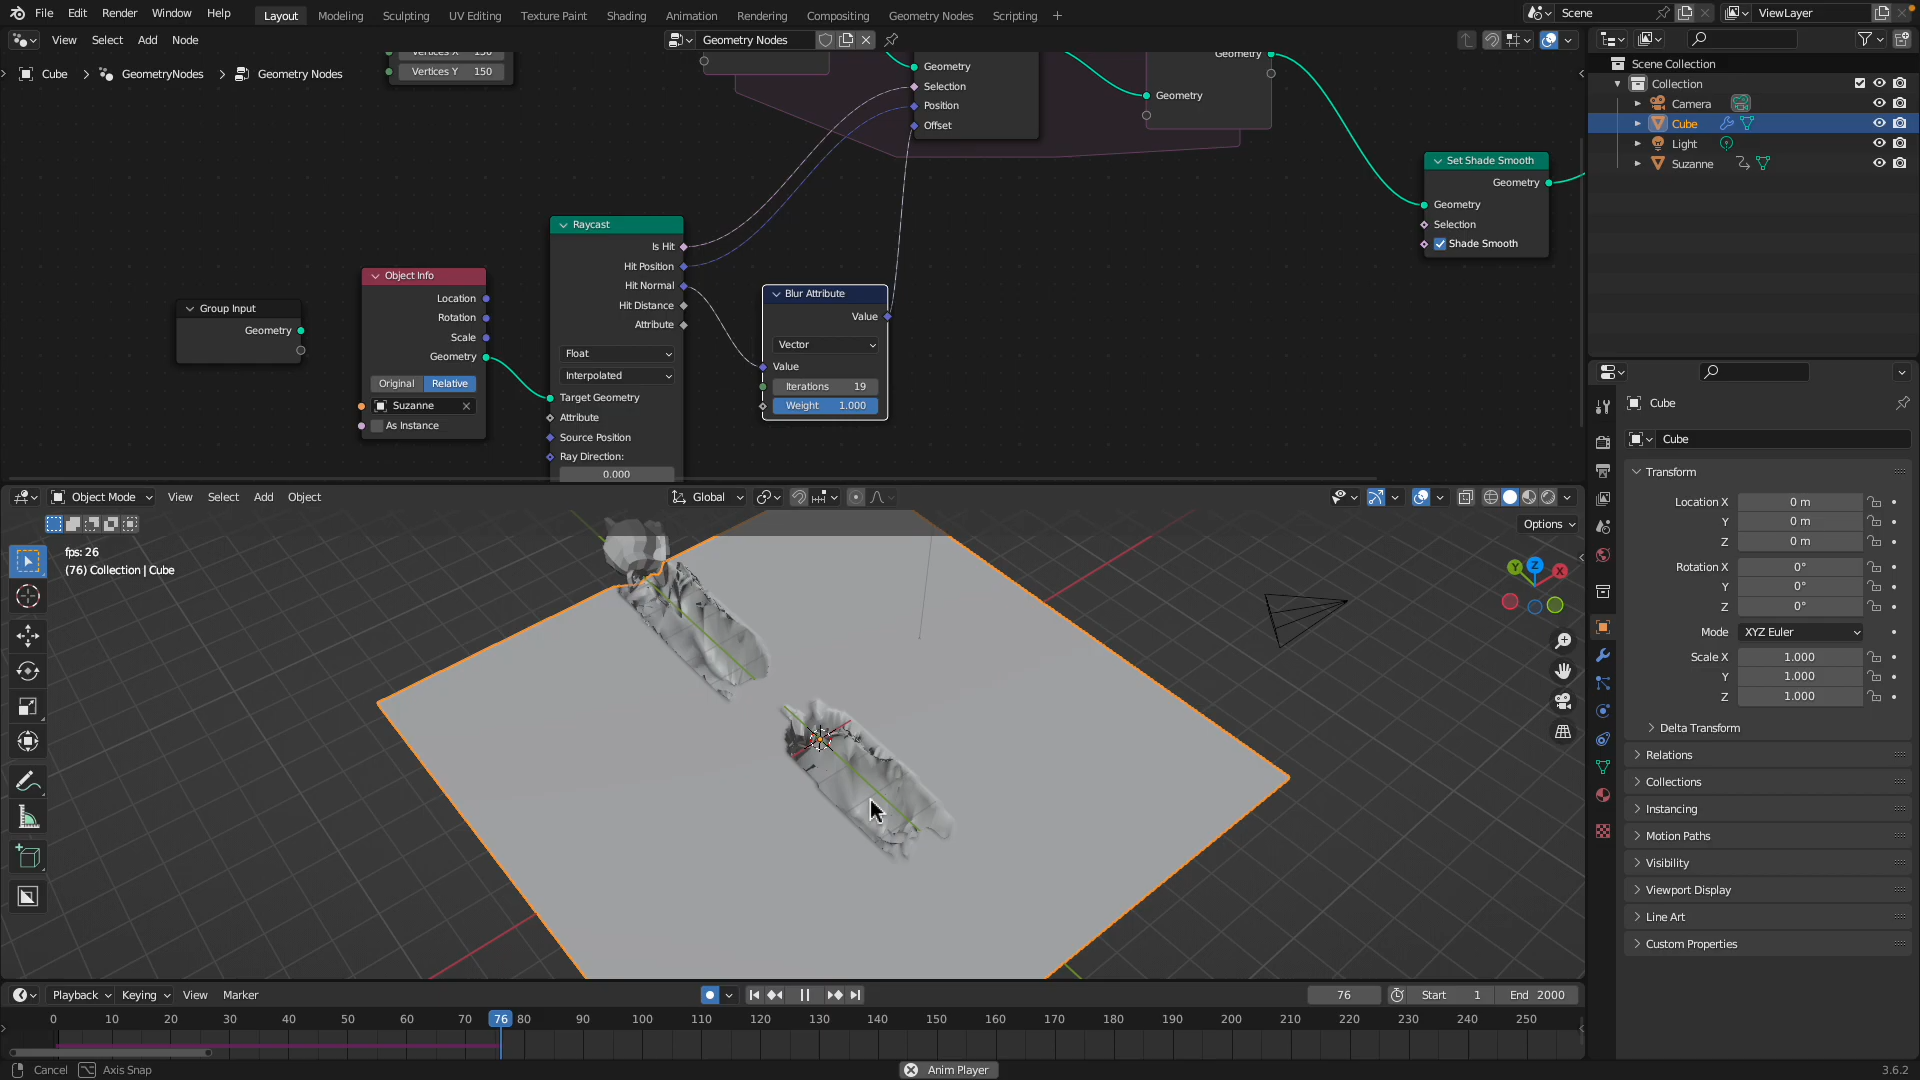 File Edit Render Window Help Layout Modeling Sculpting UV Editing Texture Paint Shading Animation Rendering Compositing Geometry Nodes Scripting + Scene ViewLayer
View Select Add Node Geometry Nodes
Cube GeometryNodes Geometry Nodes
Vertices X 150
Vertices Y 150
Geometry
Selection
Position
Offset
Geometry
Geometry
Set Shade Smooth
Geometry
Geometry
Selection
Shade Smooth
Raycast
Is Hit
Hit Position
Hit Normal
Hit Distance
Attribute
Float
Interpolated
Target Geometry
Attribute
Source Position
Ray Direction:
0.000
Object Info
Location
Rotation
Scale
Geometry
Original Relative
Suzanne
As Instance
Group Input
Geometry
Blur Attribute
Value
Vector
Value
Iterations 19
Weight 1.000
Scene Collection
Collection
Camera
Cube
Light
Suzanne
Object Mode View Select Add Object Global
Options
fps: 26
(76) Collection | Cube
Y Z X
Cube
Cube
Transform
Location X 0 m
Y 0 m
Z 0 m
Rotation X 0°
Y 0°
Z 0°
Mode XYZ Euler
Scale X 1.000
Y 1.000
Z 1.000
Delta Transform
Relations
Collections
Instancing
Motion Paths
Visibility
Viewport Display
Line Art
Custom Properties
Playback Keying View Marker 76 Start 1 End 2000
0 10 20 30 40 50 60 70 76 80 90 100 110 120 130 140 150 160 170 180 190 200 210 220 230 240 250
Cancel Axis Snap Anim Player 3.6.2